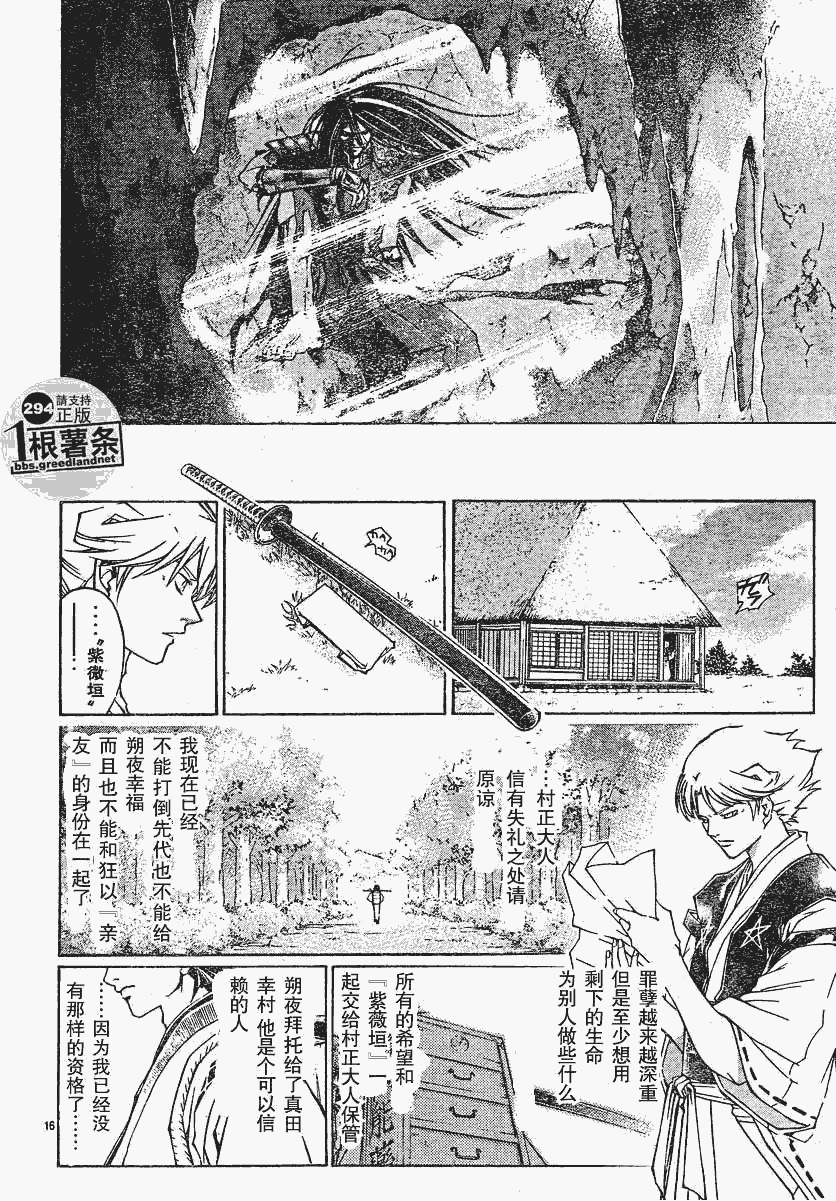 294
請支持
正版
1根薯条
bbs.greedlandnet
ガラ
カタ
カタ
……“紫薇垣”
……
……村正大人
信有失礼之处请
原谅
我现在已经
不能打倒先代也不能给
朔夜幸福
而且也不能和狂以『亲
友』的身份在一起了
罪孽越来越深重
但是至少想用
剩下的生命
为别人做些什么
所有的希望和
『紫薇垣』一
起交给村正大人保管
朔夜拜托给了真田
幸村 他是个可以信
赖的人
……因为我已经没
有那样的资格了……
16